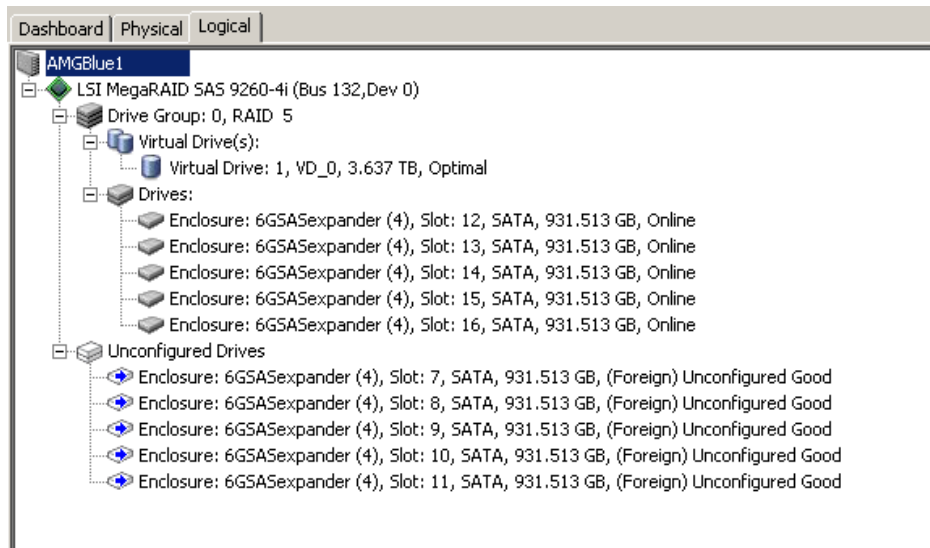 Dashboard Physical Logical
AMGBlue1
LSI MegaRAID SAS 9260-4i (Bus 132,Dev 0)
Drive Group: 0, RAID 5
Virtual Drive(s):
Virtual Drive: 1, VD_0, 3.637 TB, Optimal
Drives:
Enclosure: 6GSASexpander (4), Slot: 12, SATA, 931.513 GB, Online
Enclosure: 6GSASexpander (4), Slot: 13, SATA, 931.513 GB, Online
Enclosure: 6GSASexpander (4), Slot: 14, SATA, 931.513 GB, Online
Enclosure: 6GSASexpander (4), Slot: 15, SATA, 931.513 GB, Online
Enclosure: 6GSASexpander (4), Slot: 16, SATA, 931.513 GB, Online
Unconfigured Drives
Enclosure: 6GSASexpander (4), Slot: 7, SATA, 931.513 GB, (Foreign) Unconfigured Good
Enclosure: 6GSASexpander (4), Slot: 8, SATA, 931.513 GB, (Foreign) Unconfigured Good
Enclosure: 6GSASexpander (4), Slot: 9, SATA, 931.513 GB, (Foreign) Unconfigured Good
Enclosure: 6GSASexpander (4), Slot: 10, SATA, 931.513 GB, (Foreign) Unconfigured Good
Enclosure: 6GSASexpander (4), Slot: 11, SATA, 931.513 GB, (Foreign) Unconfigured Good